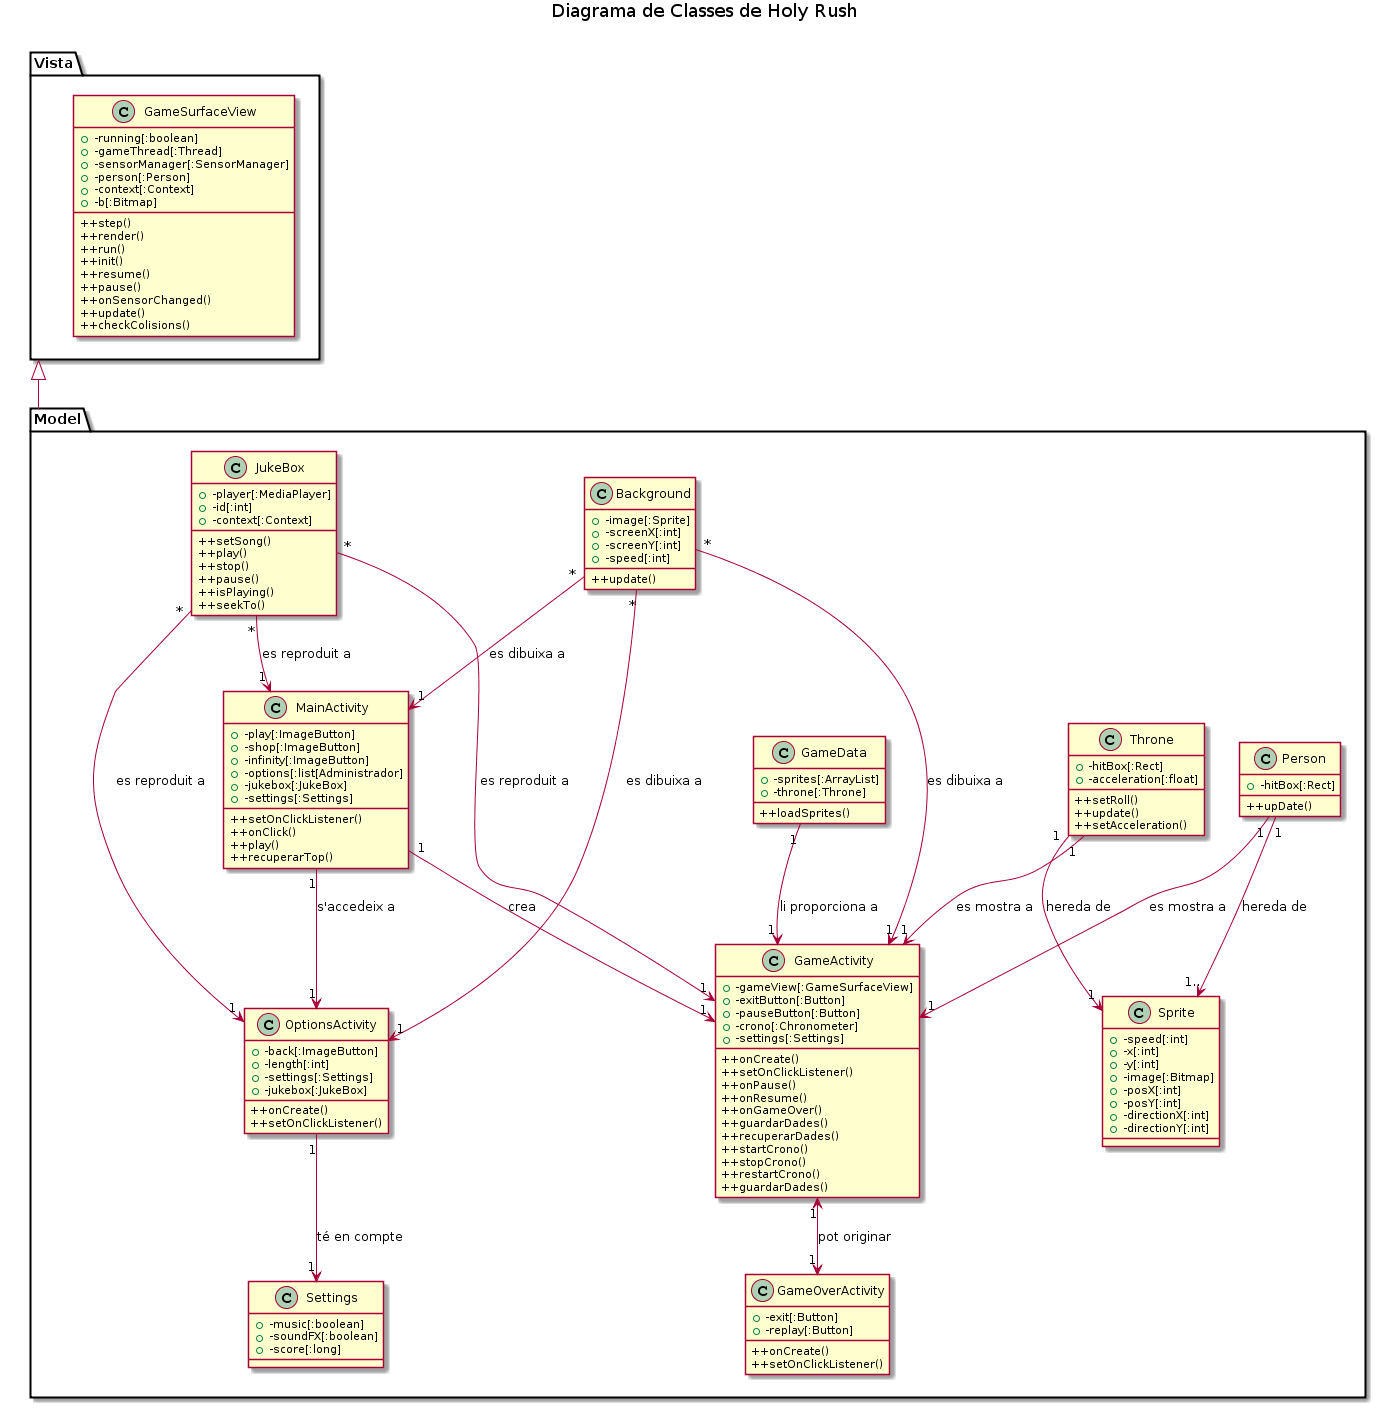 Diagrama de Classes de Holy Rush
Vista
C GameSurfaceView
-running[:boolean]
-gameThread[:Thread]
-sensorManager[:SensorManager]
-person[:Person]
-context[:Context]
-b[:Bitmap]
++step()
++render()
++run()
++init()
++resume()
++pause()
++onSensorChanged()
++update()
++checkColisions()
Model
C JukeBox
-player[:MediaPlayer]
-id[:int]
-context[:Context]
++setSong()
++play()
++stop()
++pause()
++isPlaying()
++seekTo()
C Background
-image[:Sprite]
-screenX[:int]
-screenY[:int]
-speed[:int]
++update()
*
*
*
*
*
*
es reproduit a
es dibuixa a
1
1
C MainActivity
-play[:ImageButton]
-shop[:ImageButton]
-infinity[:ImageButton]
-options[:list[Administrador]
-jukebox[:JukeBox]
-settings[:Settings]
++setOnClickListener()
++onClick()
++play()
++recuperarTop()
es reproduit a
es reproduit a
es dibuixa a
es dibuixa a
C GameData
-sprites[:ArrayList]
-throne[:Throne]
++loadSprites()
C Throne
-hitBox[:Rect]
-acceleration[:float]
++setRoll()
++update()
++setAcceleration()
C Person
-hitBox[:Rect]
++upDate()
1
1
1
1
1
1
1
s'accedeix a
crea
li proporciona a
es mostra a
hereda de
es mostra a
hereda de
1
1
1
1
1
1
1
1
1
1
1
1..
C OptionsActivity
-back[:ImageButton]
-length[:int]
-settings[:Settings]
-jukebox[:JukeBox]
++onCreate()
++setOnClickListener()
C GameActivity
-gameView[:GameSurfaceView]
-exitButton[:Button]
-pauseButton[:Button]
-crono[:Chronometer]
-settings[:Settings]
++onCreate()
++setOnClickListener()
++onPause()
++onResume()
++onGameOver()
++guardarDades()
++recuperarDades()
++startCrono()
++stopCrono()
++restartCrono()
++guardarDades()
C Sprite
-speed[:int]
-x[:int]
-y[:int]
-image[:Bitmap]
-posX[:int]
-posY[:int]
-directionX[:int]
-directionY[:int]
1
té en compte
1
1
pot originar
1
C Settings
-music[:boolean]
-soundFX[:boolean]
-score[:long]
C GameOverActivity
-exit[:Button]
-replay[:Button]
++onCreate()
++setOnClickListener()